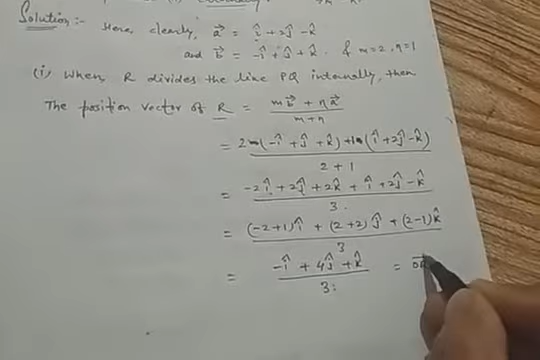 Solution:- Here, clearly, a⃗ = î + 2ĵ - k̂
and b⃗ = -î + ĵ + k̂ . & m=2, n=1
(i) When, R divides the line PQ internally, then
The position vector of R = (m b⃗ + n a⃗) / (m+n)
= (2(-î + ĵ + k̂) + 1(î + 2ĵ - k̂)) / (2+1)
= (-2î + 2ĵ + 2k̂ + î + 2ĵ - k̂) / 3.
= ((-2+1)î + (2+2)ĵ + (2-1)k̂) / 3
= (-î + 4ĵ + k̂) / 3 =